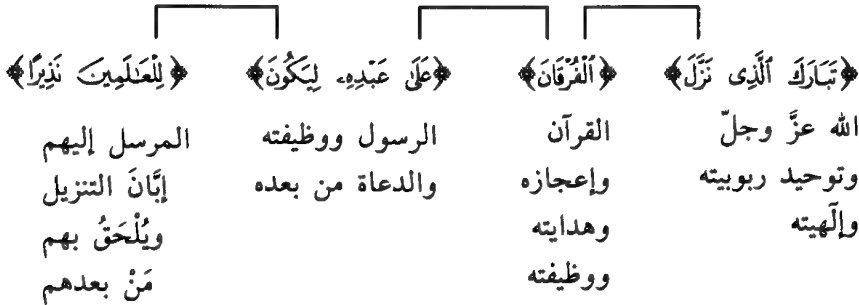 ﴿تَبَارَكَ ٱلَّذِى نَزَّلَ﴾ ﴿ٱلْفُرْقَانَ﴾ ﴿عَلَىٰ عَبْدِهِۦ لِيَكُونَ﴾ ﴿لِلْعَـٰلَمِينَ نَذِيرًا﴾
الله عزَّ وجلّ القرآن الرسول ووظيفته المرسل إليهم
وتوحيد ربوبيته وإعجازه والدعاة من بعده إبَّانَ التنزيل
وإلٓهيته وهدايته ويُلْحَقُ بهم
ووظيفته مَنْ بعدهم